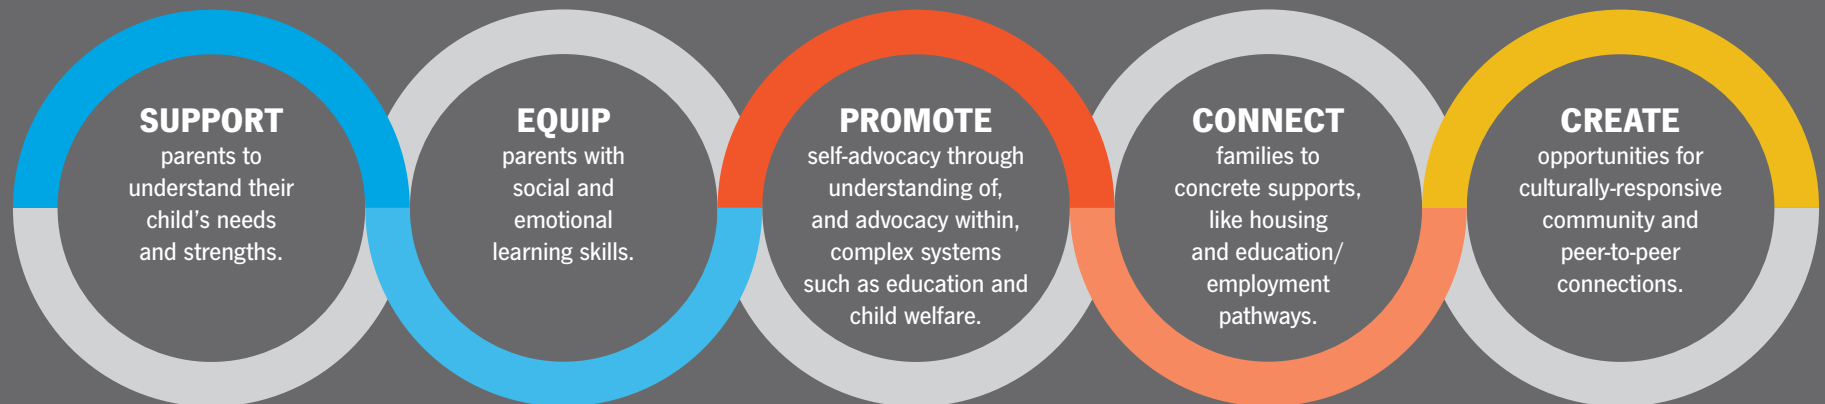 SUPPORT
parents to
understand their
child's needs
and strengths.
EQUIP
parents with
social and
emotional
learning skills.
PROMOTE
self-advocacy through
understanding of,
and advocacy within,
complex systems
such as education and
child welfare.
CONNECT
families to
concrete supports,
like housing
and education/
employment
pathways.
CREATE
opportunities for
culturally-responsive
community and
peer-to-peer
connections.